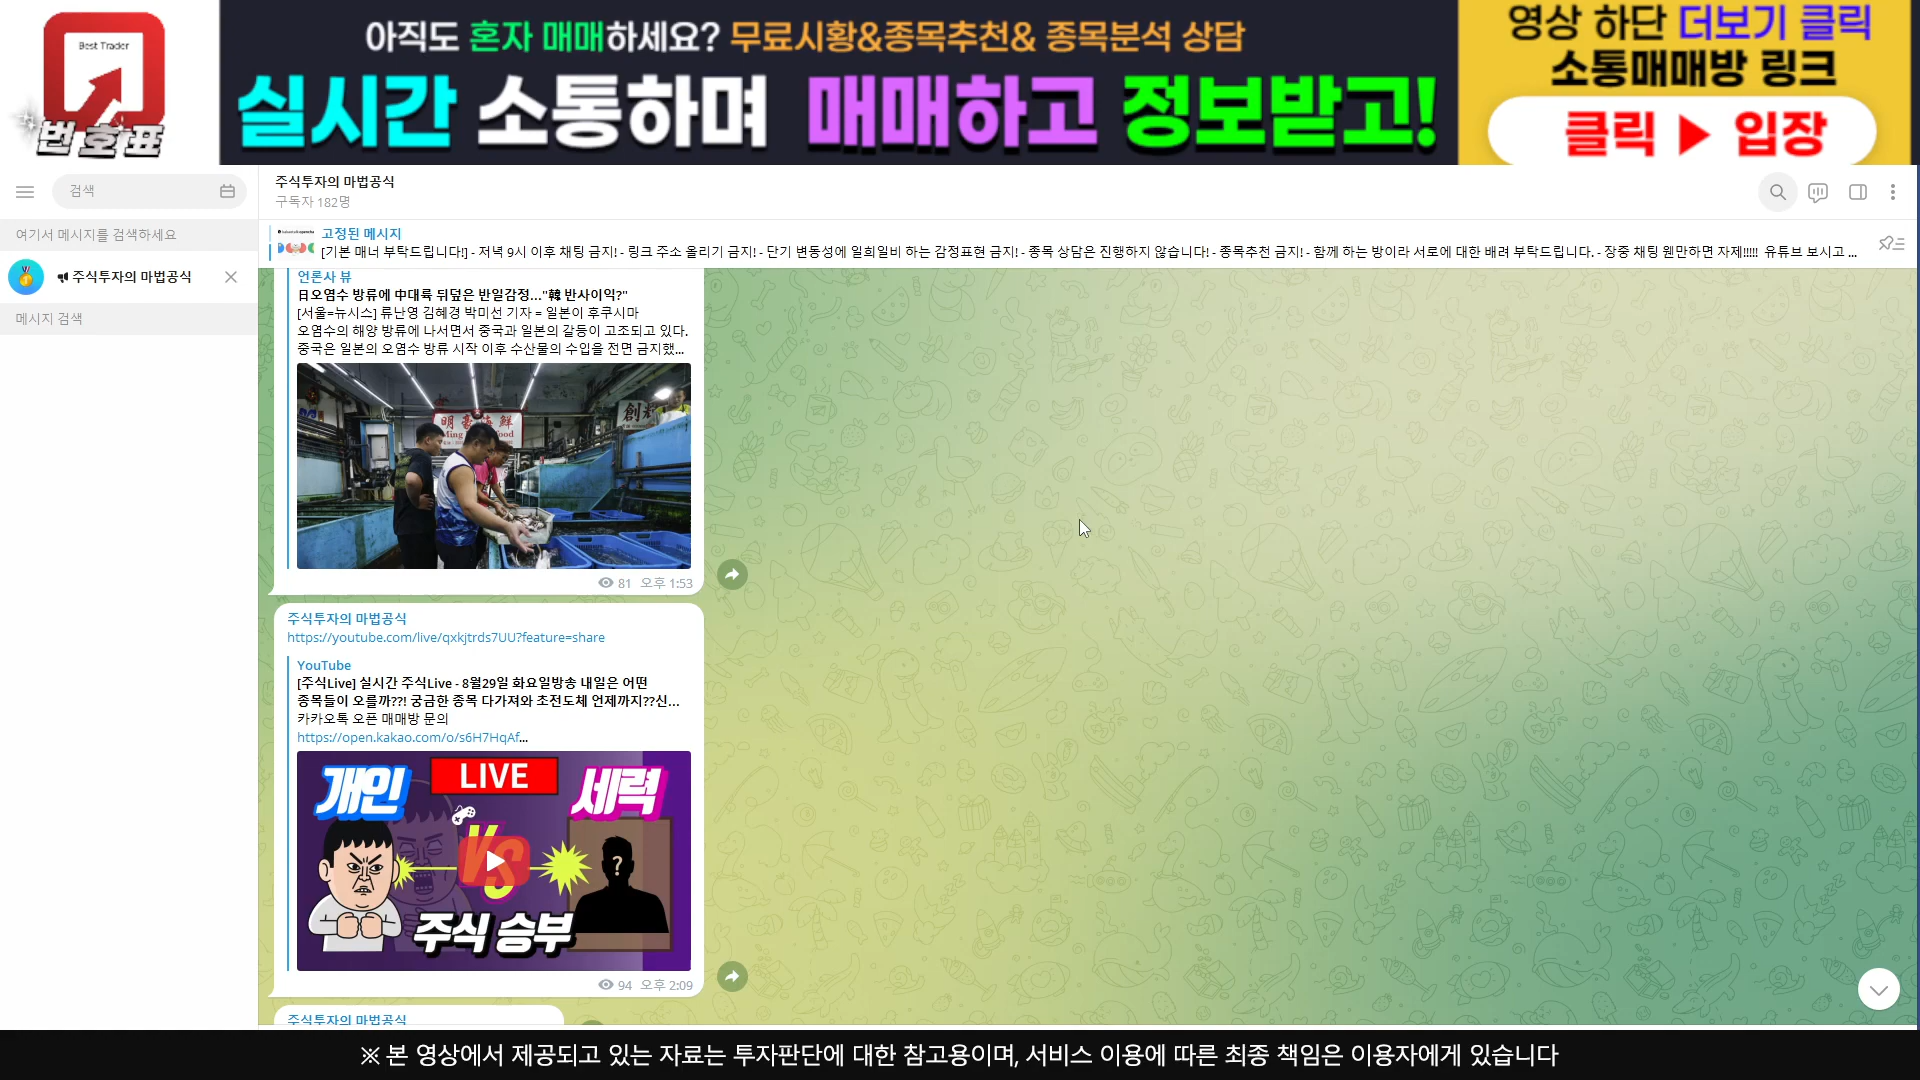 Best Trader
번호표
아직도 혼자 매매하세요? 무료시황&종목추천& 종목분석 상담
실시간 소통하며 매매하고 정보받고!
영상 하단 더보기 클릭
소통매매방 링크
클릭 ▶ 입장
검색
여기서 메시지를 검색하세요
주식투자의 마법공식
메시지 검색
주식투자의 마법공식
구독자 182명
고정된 메시지
[기본 매너 부탁드립니다!] - 저녁 9시 이후 채팅 금지! - 링크 주소 올리기 금지! - 단기 변동성에 일희일비 하는 감정표현 금지! - 종목 상담은 진행하지 않습니다! - 종목추천 금지! - 함께 하는 방이라 서로에 대한 배려 부탁드립니다. - 장중 채팅 웬만하면 자제!!!!! 유튜브 보시고 ...
언론사 뷰
日오염수 방류에 中대륙 뒤덮은 반일감정..."韓 반사이익?"
[서울=뉴시스] 류난영 김혜경 박미선 기자 = 일본이 후쿠시마
오염수의 해양 방류에 나서면서 중국과 일본의 갈등이 고조되고 있다.
중국은 일본의 오염수 방류 시작 이후 수산물의 수입을 전면 금지했...
明豪海鮮
81 오후 1:53
주식투자의 마법공식
https://youtube.com/live/qxkjtrds7UU?feature=share
YouTube
[주식Live] 실시간 주식Live - 8월29일 화요일방송 내일은 어떤
종목들이 오를까??! 궁금한 종목 다가져와 초전도체 언제까지??신...
카카오톡 오픈 매매방 문의
https://open.kakao.com/o/s6H7HqAf...
개인 LIVE 세력
VS
?
주식 승부
94 오후 2:09
주식투자의 마법공식
※ 본 영상에서 제공되고 있는 자료는 투자판단에 대한 참고용이며, 서비스 이용에 따른 최종 책임은 이용자에게 있습니다